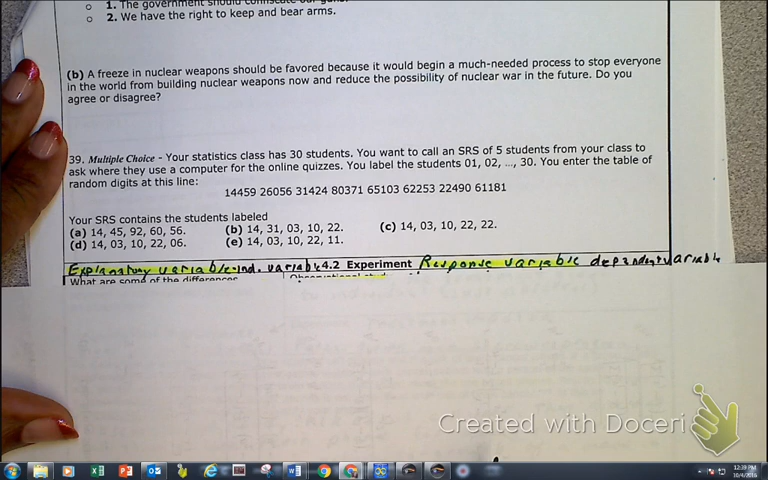 1. The government should confiscate our guns.
2. We have the right to keep and bear arms.
(b) A freeze in nuclear weapons should be favored because it would begin a much-needed process to stop everyone
in the world from building nuclear weapons now and reduce the possibility of nuclear war in the future. Do you
agree or disagree?
39. Multiple Choice - Your statistics class has 30 students. You want to call an SRS of 5 students from your class to
ask where they use a computer for the online quizzes. You label the students 01, 02, ..., 30. You enter the table of
random digits at this line:
14459 26056 31424 80371 65103 62253 22490 61181
Your SRS contains the students labeled
(a) 14, 45, 92, 60, 56. (b) 14, 31, 03, 10, 22. (c) 14, 03, 10, 22, 22.
(d) 14, 03, 10, 22, 06. (e) 14, 03, 10, 22, 11.
Explanatory variable-ind. variable 4.2 Experiment Response variable dependent variable
What are some of the differences
Created with Doceri
12:39 PM
10/4/2016